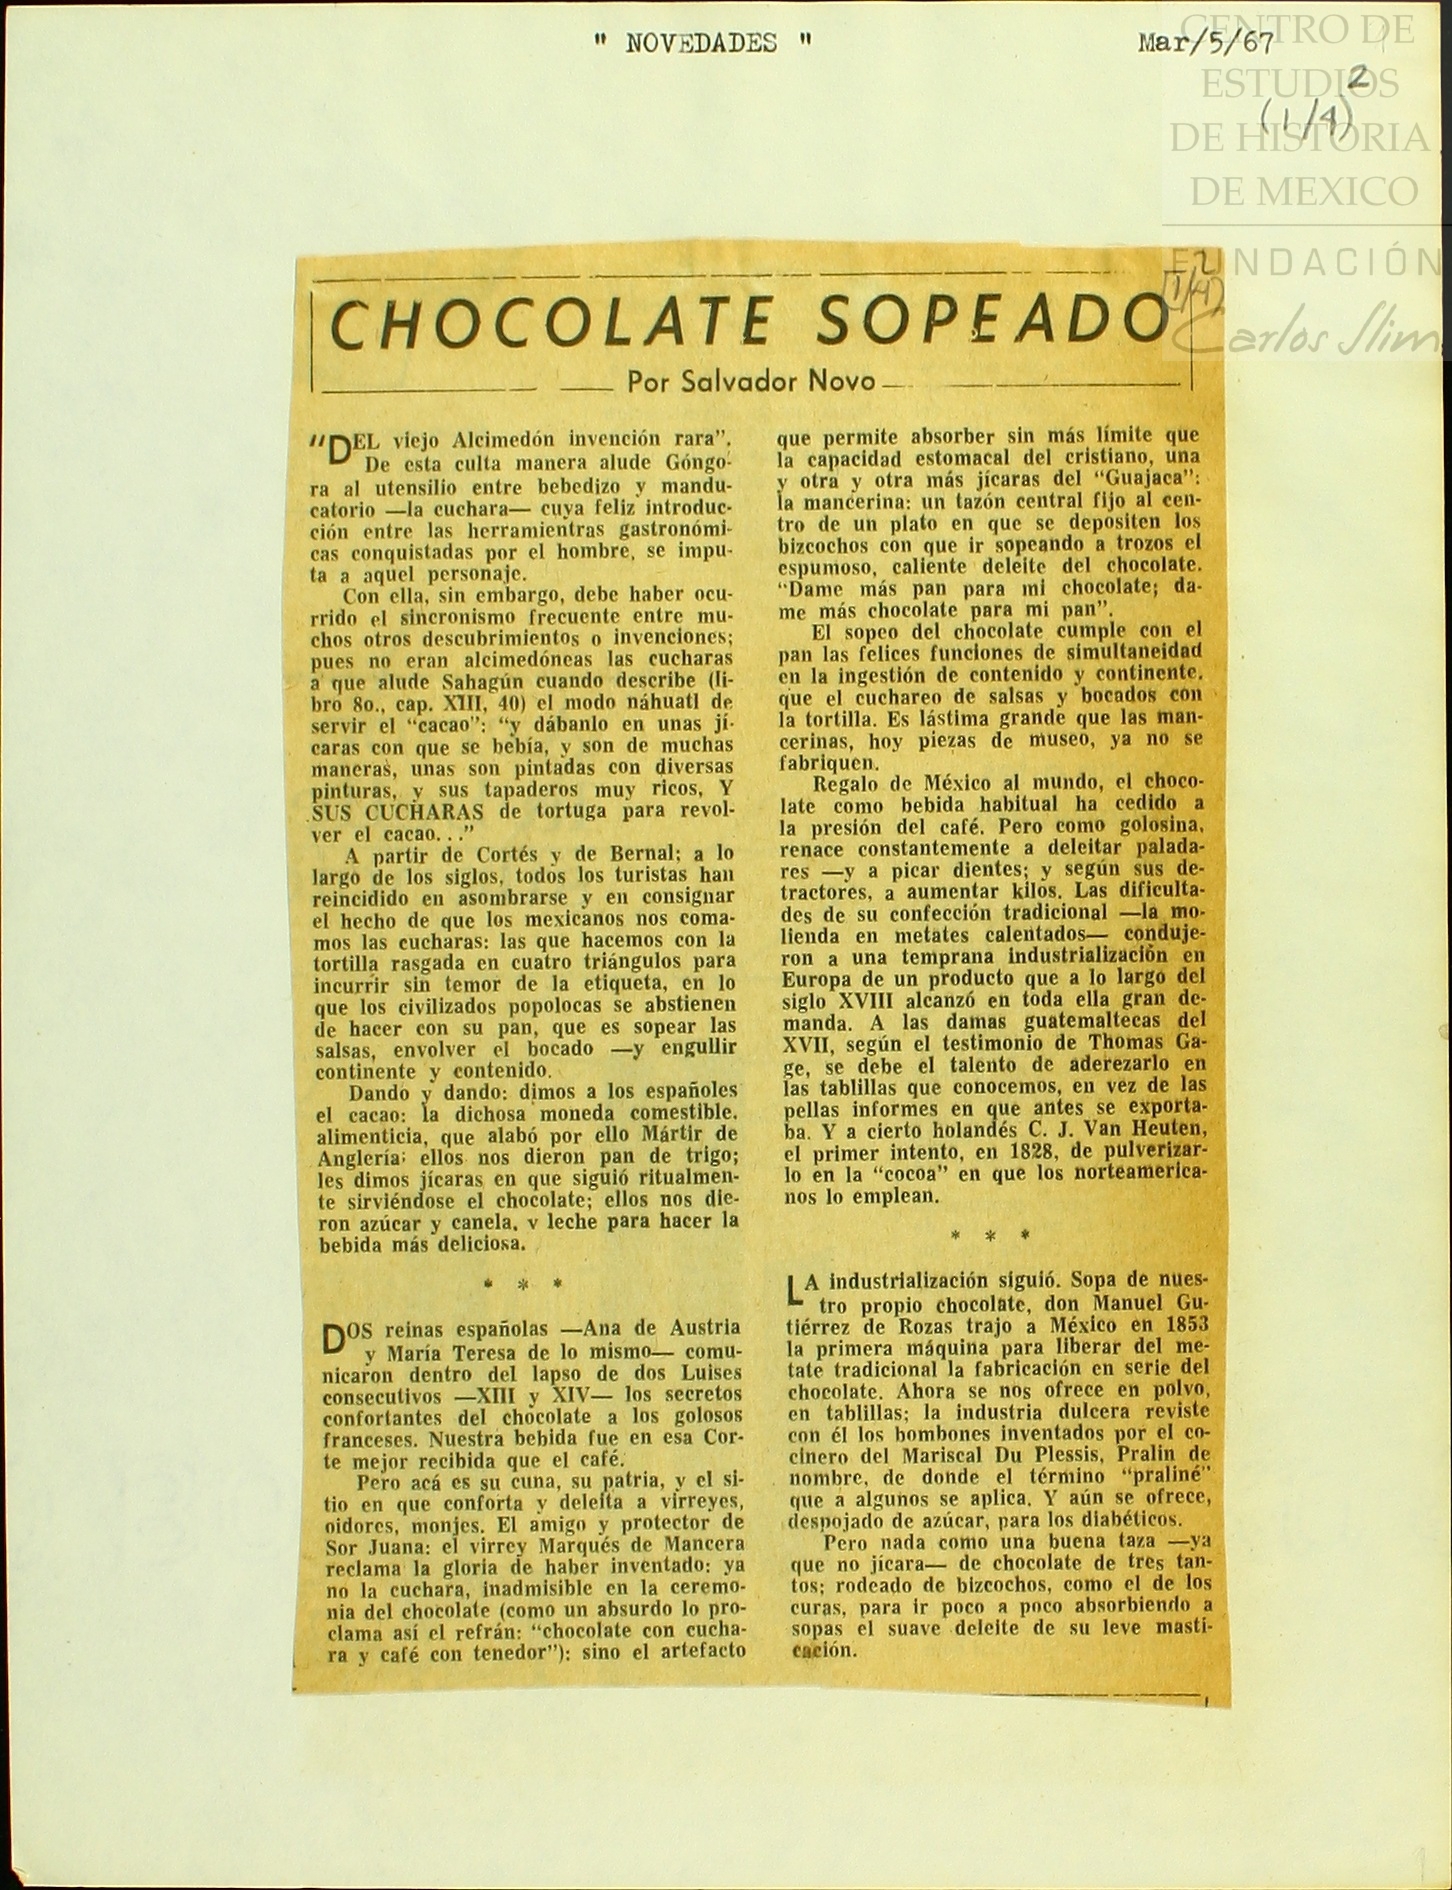 " NOVEDADES "
Mar/5/67
2
(1/4)
CENTRO DE
ESTUDIOS
DE HISTORIA
DE MEXICO
FUNDACIÓN
Carlos Slim
2
(1/4)
CHOCOLATE SOPEADO
Por Salvador Novo
"DEL viejo Alcimedón invención rara".
De esta culta manera alude Góngo-
ra al utensilio entre bebedizo y mandu-
catorio —la cuchara— cuya feliz introduc-
ción entre las herramientras gastronómi-
cas conquistadas por el hombre, se impu-
ta a aquel personaje.
Con ella, sin embargo, debe haber ocu-
rrido el sincronismo frecuente entre mu-
chos otros descubrimientos o invenciones;
pues no eran alcimedóneas las cucharas
a que alude Sahagún cuando describe (li-
bro 8o., cap. XIII, 40) el modo náhuatl de
servir el "cacao": "y dábanlo en unas jí-
caras con que se bebía, y son de muchas
maneras, unas son pintadas con diversas
pinturas, y sus tapaderos muy ricos, Y
SUS CUCHARAS de tortuga para revol-
ver el cacao..."
A partir de Cortés y de Bernal; a lo
largo de los siglos, todos los turistas han
reincidido en asombrarse y en consignar
el hecho de que los mexicanos nos coma-
mos las cucharas: las que hacemos con la
tortilla rasgada en cuatro triángulos para
incurrir sin temor de la etiqueta, en lo
que los civilizados popolocas se abstienen
de hacer con su pan, que es sopear las
salsas, envolver el bocado —y engullir
continente y contenido.
Dando y dando: dimos a los españoles
el cacao: la dichosa moneda comestible,
alimenticia, que alabó por ello Mártir de
Anglería; ellos nos dieron pan de trigo;
les dimos jícaras en que siguió ritualmen-
te sirviéndose el chocolate; ellos nos die-
ron azúcar y canela, y leche para hacer la
bebida más deliciosa.
* * *
DOS reinas españolas —Ana de Austria
y María Teresa de lo mismo— comu-
nicaron dentro del lapso de dos Luises
consecutivos —XIII y XIV— los secretos
confortantes del chocolate a los golosos
franceses. Nuestra bebida fue en esa Cor-
te mejor recibida que el café.
Pero acá es su cuna, su patria, y el si-
tio en que conforta y deleita a virreyes,
oidores, monjes. El amigo y protector de
Sor Juana: el virrey Marqués de Mancera
reclama la gloria de haber inventado: ya
no la cuchara, inadmisible en la ceremo-
nia del chocolate (como un absurdo lo pro-
clama así el refrán: "chocolate con cucha-
ra y café con tenedor"): sino el artefacto
que permite absorber sin más límite que
la capacidad estomacal del cristiano, una
y otra y otra más jícaras del "Guajaca":
la mancerina: un tazón central fijo al cen-
tro de un plato en que se depositen los
bizcochos con que ir sopeando a trozos el
espumoso, caliente deleite del chocolate.
"Dame más pan para mi chocolate; da-
me más chocolate para mi pan".
El sopeo del chocolate cumple con el
pan las felices funciones de simultaneidad
en la ingestión de contenido y continente,
que el cuchareo de salsas y bocados con
la tortilla. Es lástima grande que las man-
cerinas, hoy piezas de museo, ya no se
fabriquen.
Regalo de México al mundo, el choco-
late como bebida habitual ha cedido a
la presión del café. Pero como golosina,
renace constantemente a deleitar palada-
res —y a picar dientes; y según sus de-
tractores, a aumentar kilos. Las dificulta-
des de su confección tradicional —la mo-
lienda en metates calentados— conduje-
ron a una temprana industrialización en
Europa de un producto que a lo largo del
siglo XVIII alcanzó en toda ella gran de-
manda. A las damas guatemaltecas del
XVII, según el testimonio de Thomas Ga-
ge, se debe el talento de aderezarlo en
las tablillas que conocemos, en vez de las
pellas informes en que antes se exporta-
ba. Y a cierto holandés C. J. Van Heuten,
el primer intento, en 1828, de pulverizar-
lo en la "cocoa" en que los norteamerica-
nos lo emplean.
* * *
LA industrialización siguió. Sopa de nues-
tro propio chocolate, don Manuel Gu-
tiérrez de Rozas trajo a México en 1853
la primera máquina para liberar del me-
tate tradicional la fabricación en serie del
chocolate. Ahora se nos ofrece en polvo,
en tablillas; la industria dulcera reviste
con él los bombones inventados por el co-
cinero del Mariscal Du Plessis, Pralin de
nombre, de donde el término "praliné"
que a algunos se aplica. Y aún se ofrece,
despojado de azúcar, para los diabéticos.
Pero nada como una buena taza —ya
que no jícara— de chocolate de tres tan-
tos; rodeado de bizcochos, como el de los
curas, para ir poco a poco absorbiendo a
sopas el suave deleite de su leve masti-
cación.